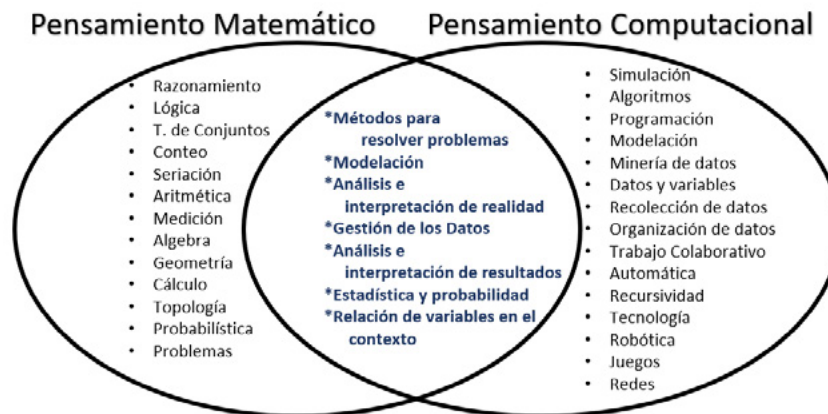 Pensamiento Matemático
Pensamiento Computacional
• Razonamiento
• Lógica
• T. de Conjuntos
• Conteo
• Seriación
• Aritmética
• Medición
• Algebra
• Geometría
• Cálculo
• Topología
• Probabilística
• Problemas
*Métodos para
resolver problemas
*Modelación
*Análisis e
interpretación de realidad
*Gestión de los Datos
*Análisis e
interpretación de resultados
*Estadística y probabilidad
*Relación de variables en el
contexto
• Simulación
• Algoritmos
• Programación
• Modelación
• Minería de datos
• Datos y variables
• Recolección de datos
• Organización de datos
• Trabajo Colaborativo
• Automática
• Recursividad
• Tecnología
• Robótica
• Juegos
• Redes